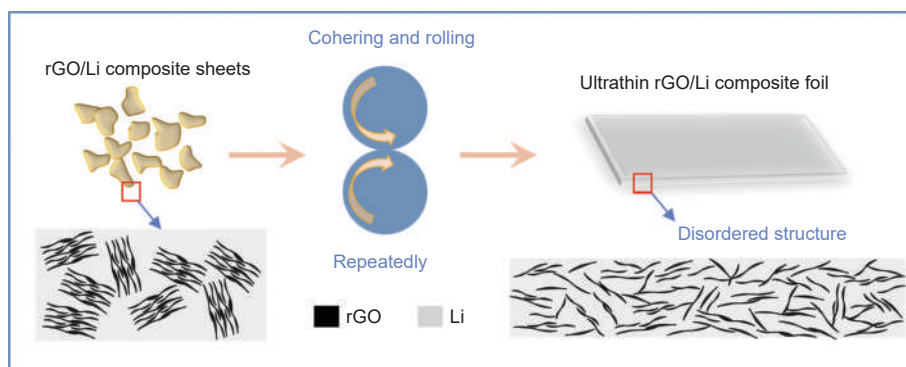 Cohering and rolling
rGO/Li composite sheets
Ultrathin rGO/Li composite foil
Disordered structure
Repeatedly
rGO
Li